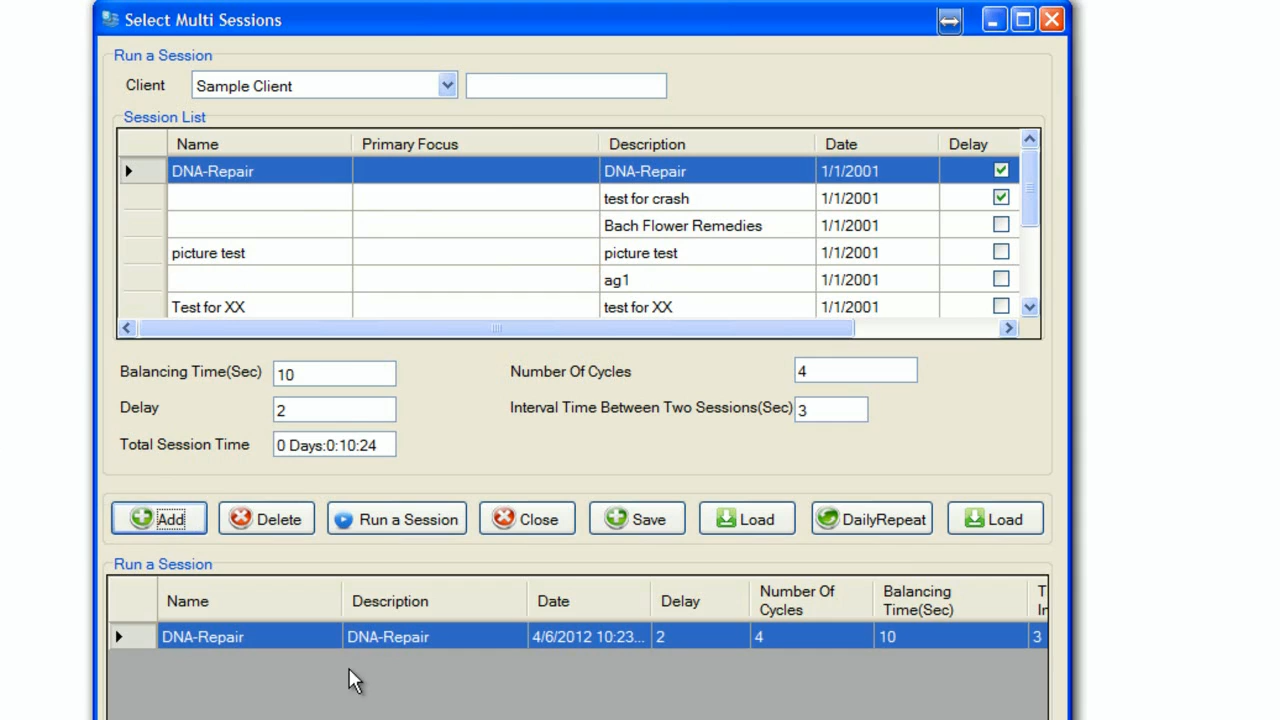 Select Multi Sessions
Run a Session
Client Sample Client
Session List
Name Primary Focus Description Date Delay
DNA-Repair DNA-Repair 1/1/2001
test for crash 1/1/2001
Bach Flower Remedies 1/1/2001
picture test picture test 1/1/2001
ag1 1/1/2001
Test for XX test for XX 1/1/2001
Balancing Time(Sec) 10 Number Of Cycles 4
Delay 2 Interval Time Between Two Sessions(Sec) 3
Total Session Time 0 Days:0:10:24
Add Delete Run a Session Close Save Load DailyRepeat Load
Run a Session
Name Description Date Delay Number Of Cycles Balancing Time(Sec) T In
DNA-Repair DNA-Repair 4/6/2012 10:23... 2 4 10 3